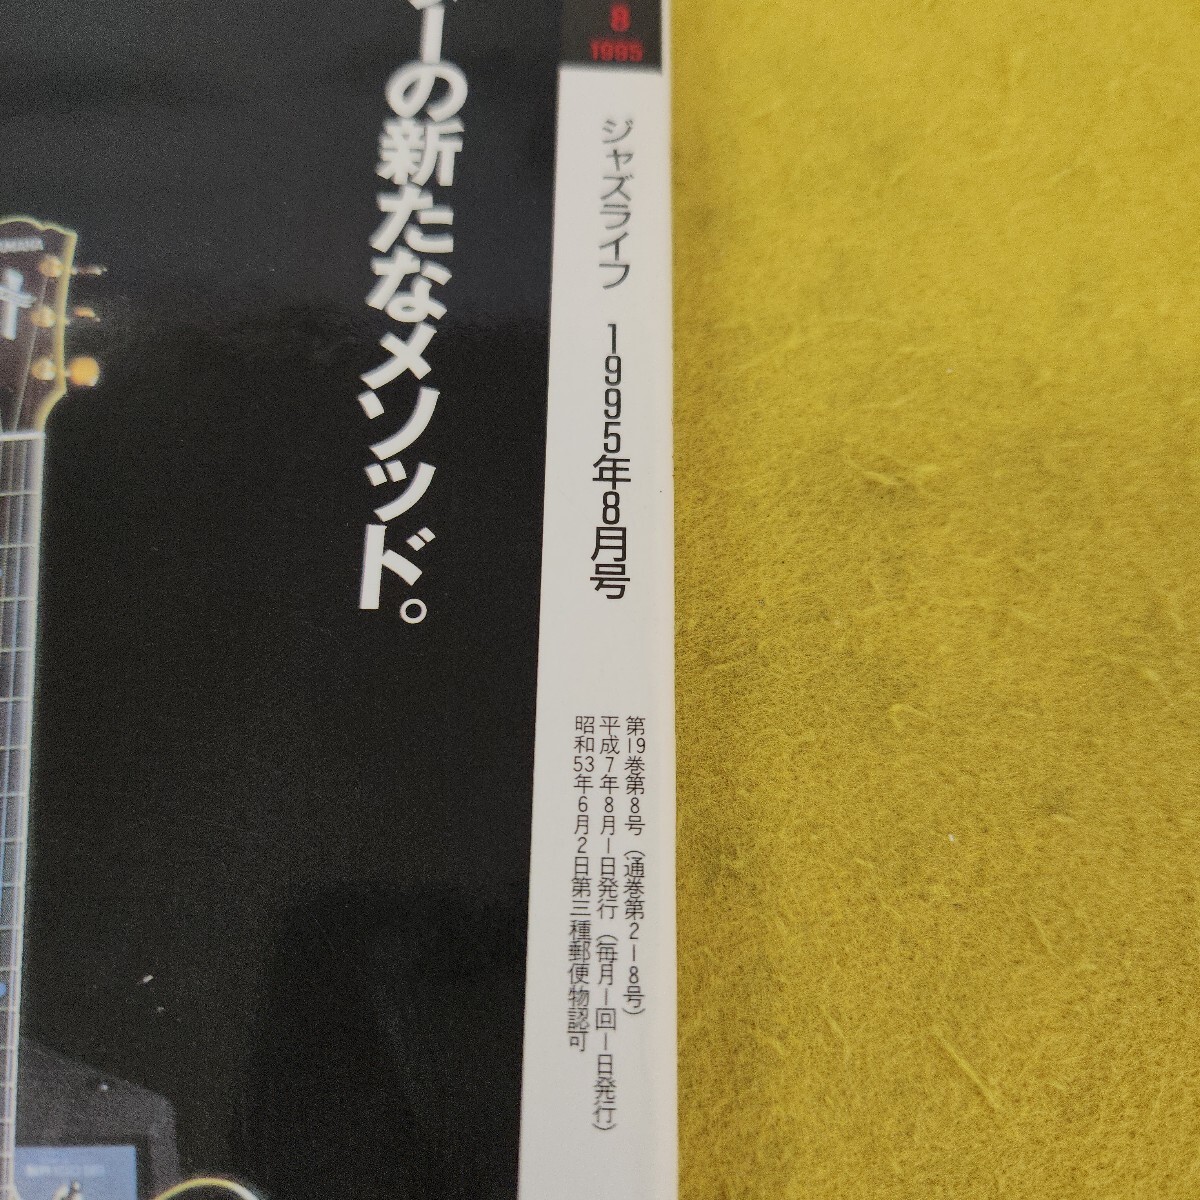 8
1995
ジャズライフ 1995年8月号
第19巻第8号(通巻第218号)
平成7年8月1日発行(毎月1回1日発行)
昭和53年6月2日第三種郵便物認可
ーの新たなメソッド。
YAMAHA